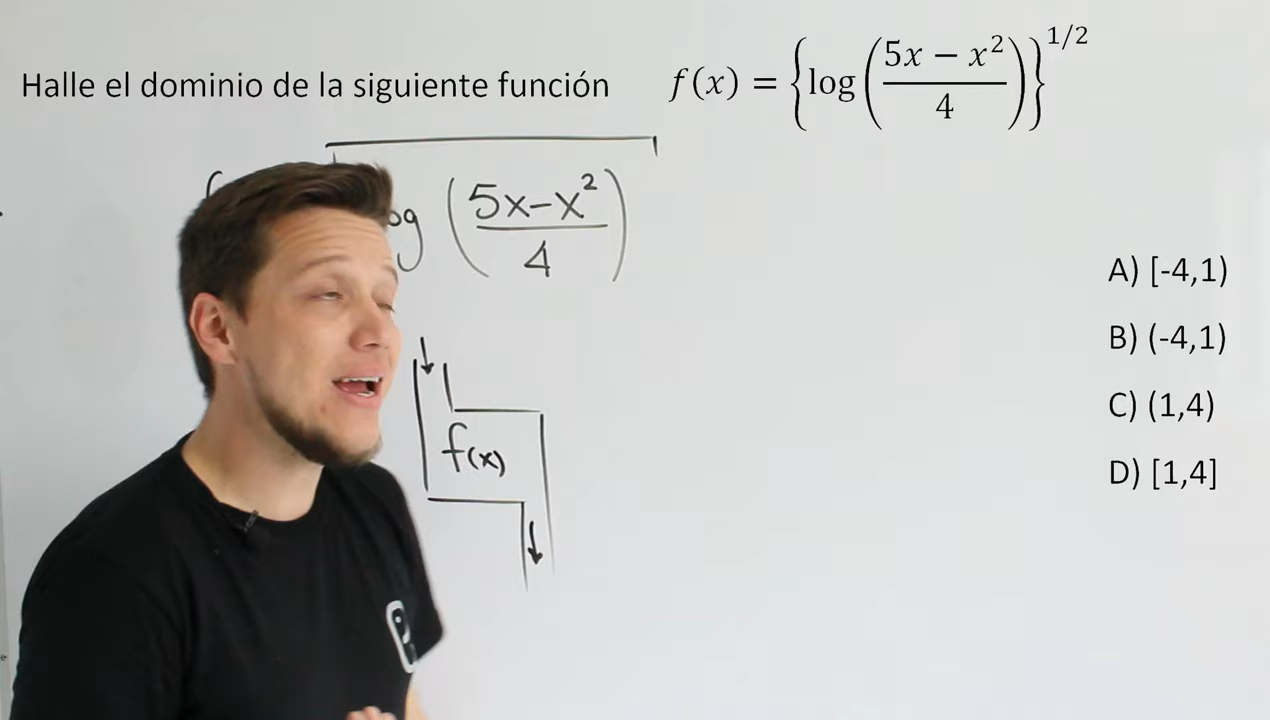 Halle el dominio de la siguiente función f(x) = {log((5x − x²)/4)}^{1/2}
(5x−x²)/4
A) [-4,1)
B) (-4,1)
C) (1,4)
D) [1,4]
f(x)